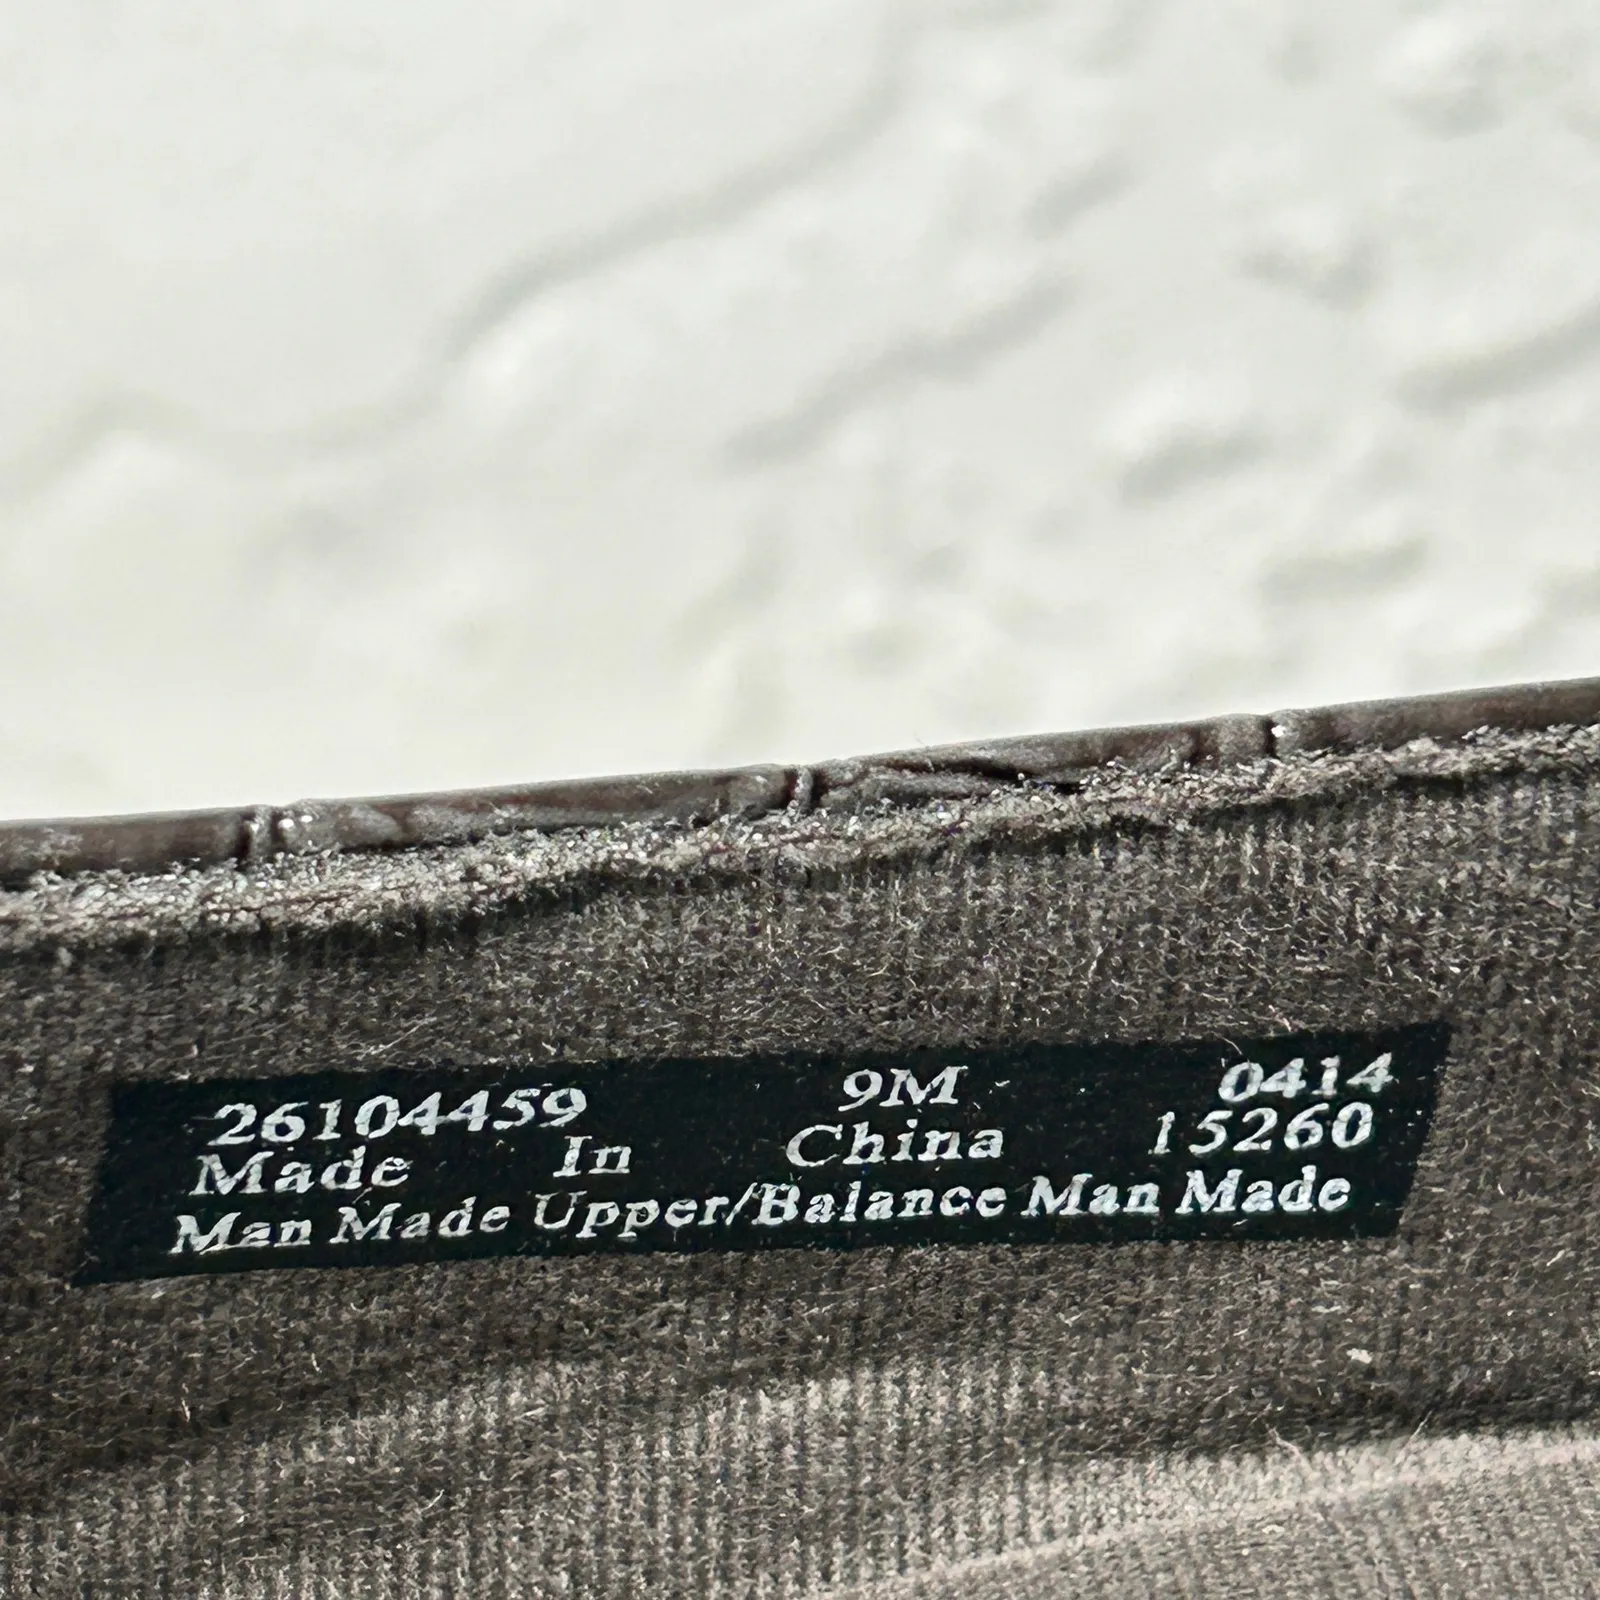 26104459 9M 0414
Made In China 15260
Man Made Upper/Balance Man Made